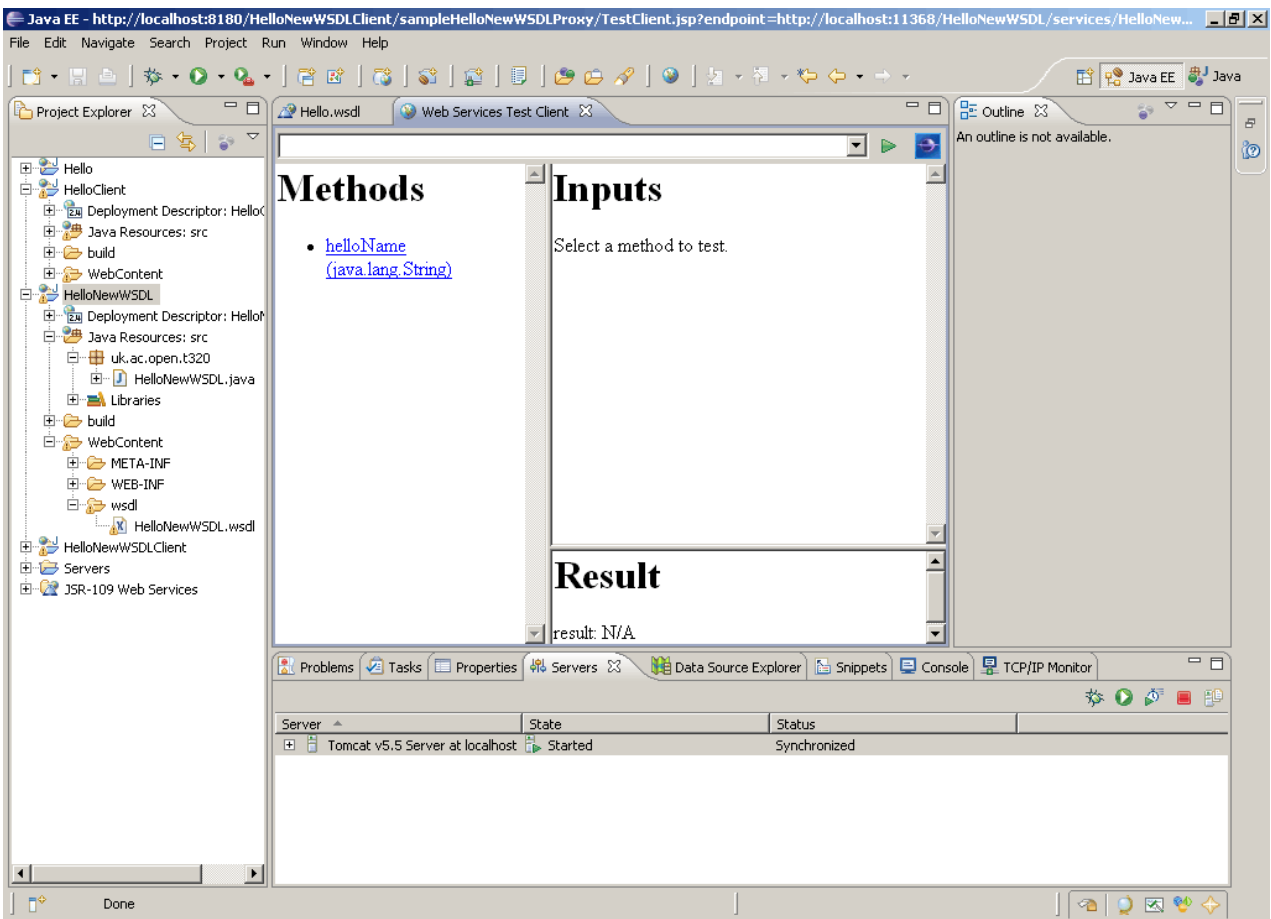 Java EE - http://localhost:8180/HelloNewWSDLClient/sampleHelloNewWSDLProxy/TestClient.jsp?endpoint=http://localhost:11368/HelloNewWSDL/services/HelloNew...
File Edit Navigate Search Project Run Window Help
Java EE
Java
Project Explorer
Hello
HelloClient
Deployment Descriptor: HelloC
Java Resources: src
build
WebContent
HelloNewWSDL
Deployment Descriptor: HelloN
Java Resources: src
uk.ac.open.t320
HelloNewWSDL.java
Libraries
build
WebContent
META-INF
WEB-INF
wsdl
HelloNewWSDL.wsdl
HelloNewWSDLClient
Servers
JSR-109 Web Services
Hello.wsdl
Web Services Test Client
Methods
helloName
(java.lang.String)
Inputs
Select a method to test.
Result
result: N/A
Outline
An outline is not available.
Problems Tasks Properties Servers Data Source Explorer Snippets Console TCP/IP Monitor
Server State Status
Tomcat v5.5 Server at localhost Started Synchronized
Done